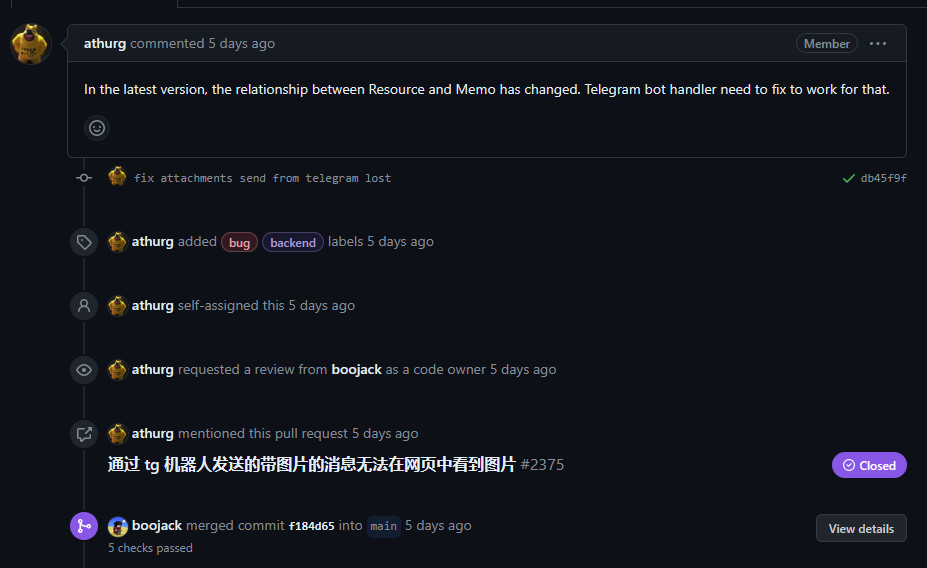 athurg commented 5 days ago Member
In the latest version, the relationship between Resource and Memo has changed. Telegram bot handler need to fix to work for that.
fix attachments send from telegram lost db45f9f
athurg added bug backend labels 5 days ago
athurg self-assigned this 5 days ago
athurg requested a review from boojack as a code owner 5 days ago
athurg mentioned this pull request 5 days ago
通过 tg 机器人发送的带图片的消息无法在网页中看到图片 #2375 Closed
boojack merged commit f184d65 into main 5 days ago View details
5 checks passed